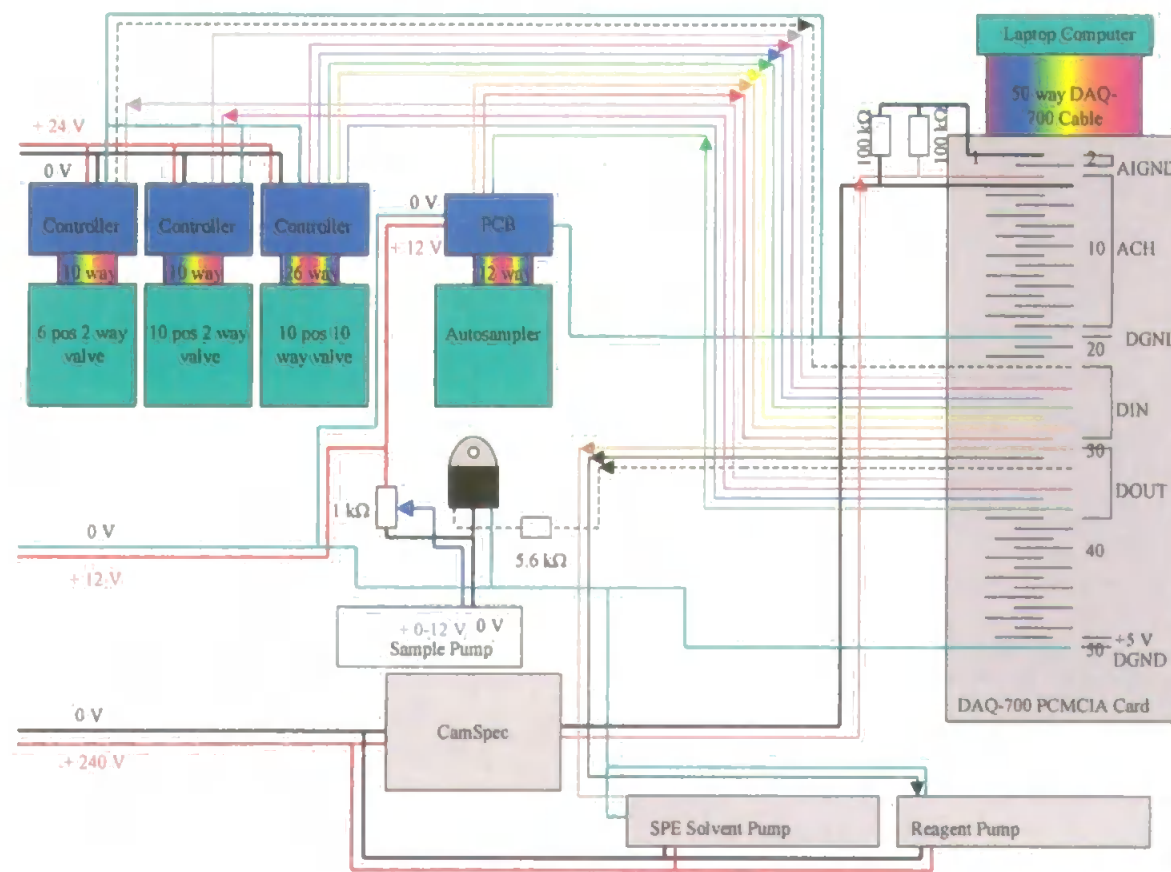 Laptop Computer
50 way DAQ-
700 Cable
+ 24 V
0 V
100 kΩ
100 kΩ
1
2
AIGND
Controller
Controller
Controller
0 V
+ 12 V
PCB
10 way
10 way
26 way
12 way
10
ACH
6 pos 2 way
valve
10 pos 2 way
valve
10 pos 10
way valve
Autosampler
DGND
20
DIN
30
DOUT
1 kΩ
5.6 kΩ
0 V
+ 12 V
40
+ 0-12 V
0 V
Sample Pump
+5 V
50
DGND
DAQ-700 PCMCIA Card
0 V
+ 240 V
CamSpec
SPE Solvent Pump
Reagent Pump